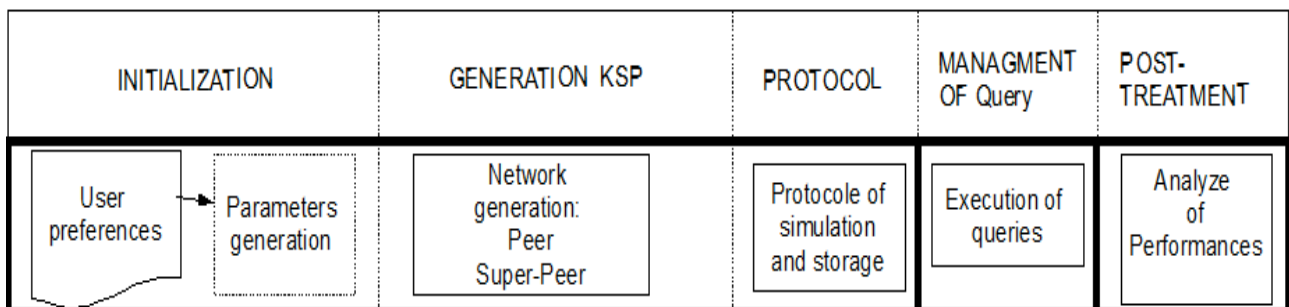 INITIALIZATION
GENERATION KSP
PROTOCOL
MANAGMENT
OF Query
POST-
TREATMENT
User
preferences
Parameters
generation
Network
generation:
Peer
Super-Peer
Protocole of
simulation
and storage
Execution of
queries
Analyze
of
Performances